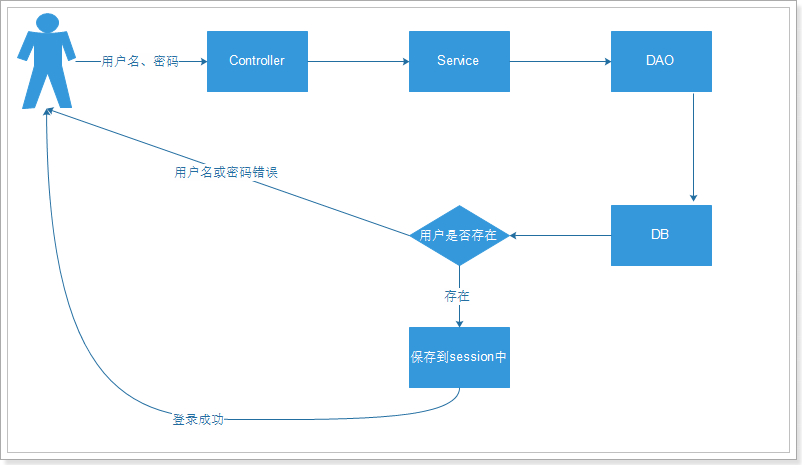 用户名、密码
Controller
Service
DAO
用户名或密码错误
用户是否存在
DB
存在
保存到session中
登录成功